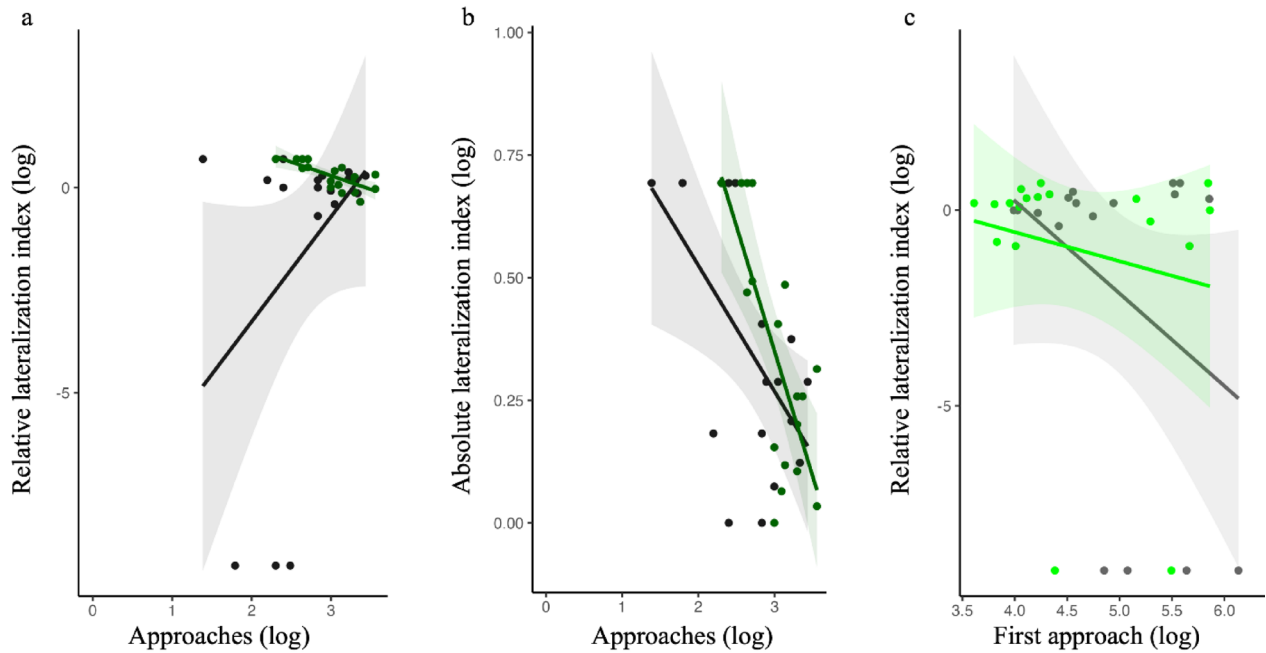 a
b
c
Relative lateralization index (log)
0
-5
0
2
3
Approaches (log)
Absolute lateralization index (log)
1.00
0.75
0.50
0.25
0.00
0
2
3
Approaches (log)
Relative lateralization index (log)
0
-5
3.5
4.0
4.5
5.0
5.5
6.0
First approach (log)